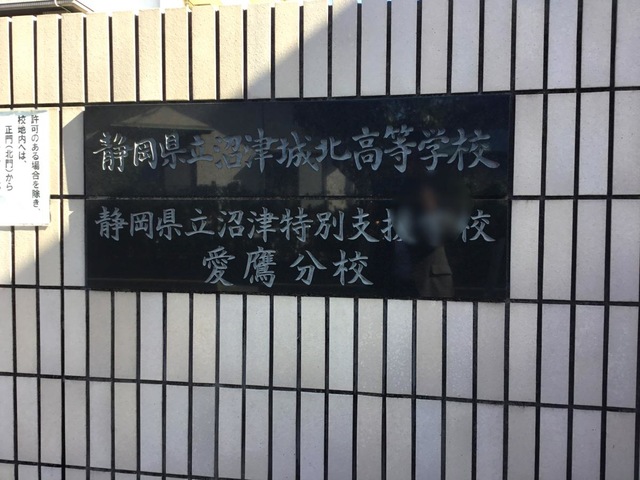 静岡県立沼津城北高等学校
静岡県立沼津特別支援 校
愛鷹分校
許可のある場合を除き、
校地内へは、
正門(北門)から